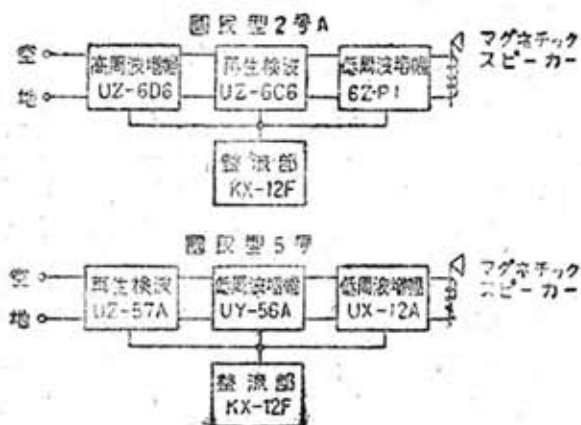 國民型2号A
空
高周波増幅
UZ-6D6
再生検波
UZ-6C6
低周波増幅
6Z-P1
マグネチック
スピーカー
地
整流部
KX-12F
國民型5号
空
再生検波
UZ-57A
低周波増幅
UY-56A
低周波増幅
UX-12A
マグネチック
スピーカー
地
整流部
KX-12F